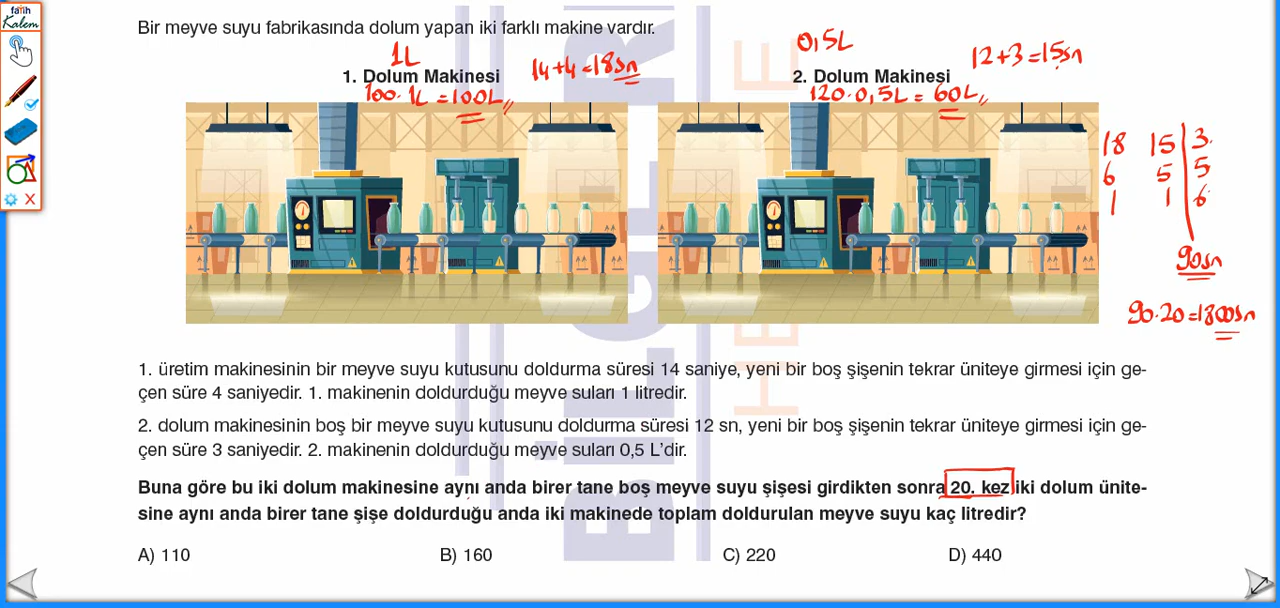 fatih
Kalem
Bir meyve suyu fabrikasında dolum yapan iki farklı makine vardır.
1L
14+4=18sn
1. Dolum Makinesi
100.1L=100L
0,5L
12+3=15sn
2. Dolum Makinesi
120.0,5L=60L
18 15 3
6 5 5
1 1 6
90sn
90.20=1800sn
1. üretim makinesinin bir meyve suyu kutusunu doldurma süresi 14 saniye, yeni bir boş şişenin tekrar üniteye girmesi için ge-
çen süre 4 saniyedir. 1. makinenin doldurduğu meyve suları 1 litredir.
2. dolum makinesinin boş bir meyve suyu kutusunu doldurma süresi 12 sn, yeni bir boş şişenin tekrar üniteye girmesi için ge-
çen süre 3 saniyedir. 2. makinenin doldurduğu meyve suları 0,5 L'dir.
Buna göre bu iki dolum makinesine aynı anda birer tane boş meyve suyu şişesi girdikten sonra 20. kez iki dolum ünite-
sine aynı anda birer tane şişe doldurduğu anda iki makinede toplam doldurulan meyve suyu kaç litredir?
A) 110 B) 160 C) 220 D) 440